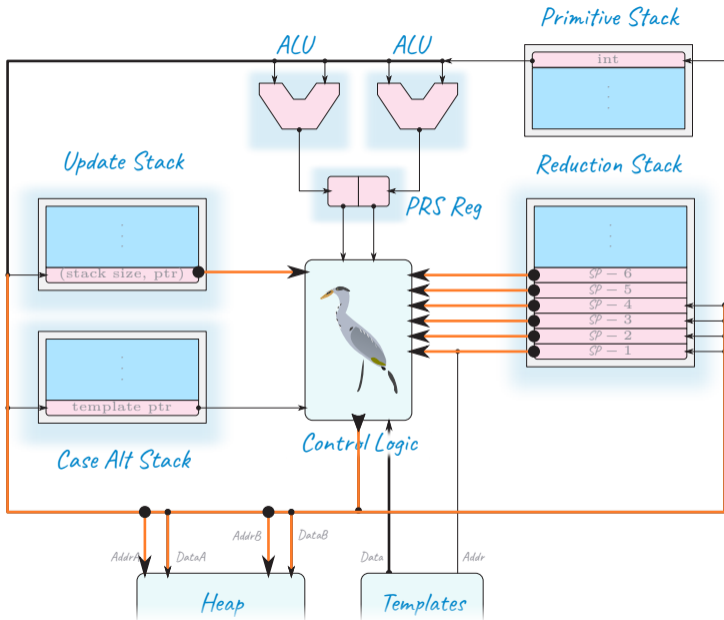 Primitive Stack
ALU
ALU
int
Update Stack
Reduction Stack
PRS Reg
(stack size, ptr)
SP − 6
SP − 5
SP − 4
SP − 3
SP − 2
SP − 1
template ptr
Control Logic
Case Alt Stack
AddrA
DataA
AddrB
DataB
Data
Addr
Heap
Templates